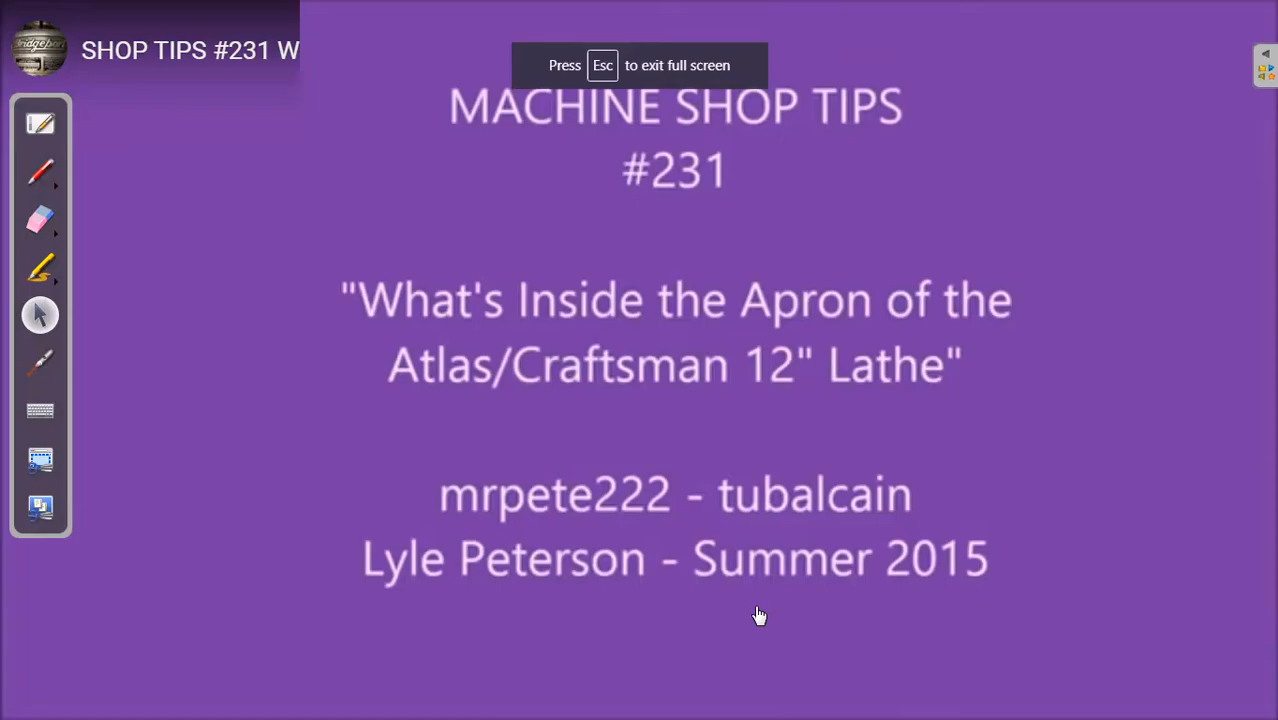 SHOP TIPS #231 W
Press Esc to exit full screen
MACHINE SHOP TIPS
#231
"What's Inside the Apron of the
Atlas/Craftsman 12" Lathe"
mrpete222 - tubalcain
Lyle Peterson - Summer 2015